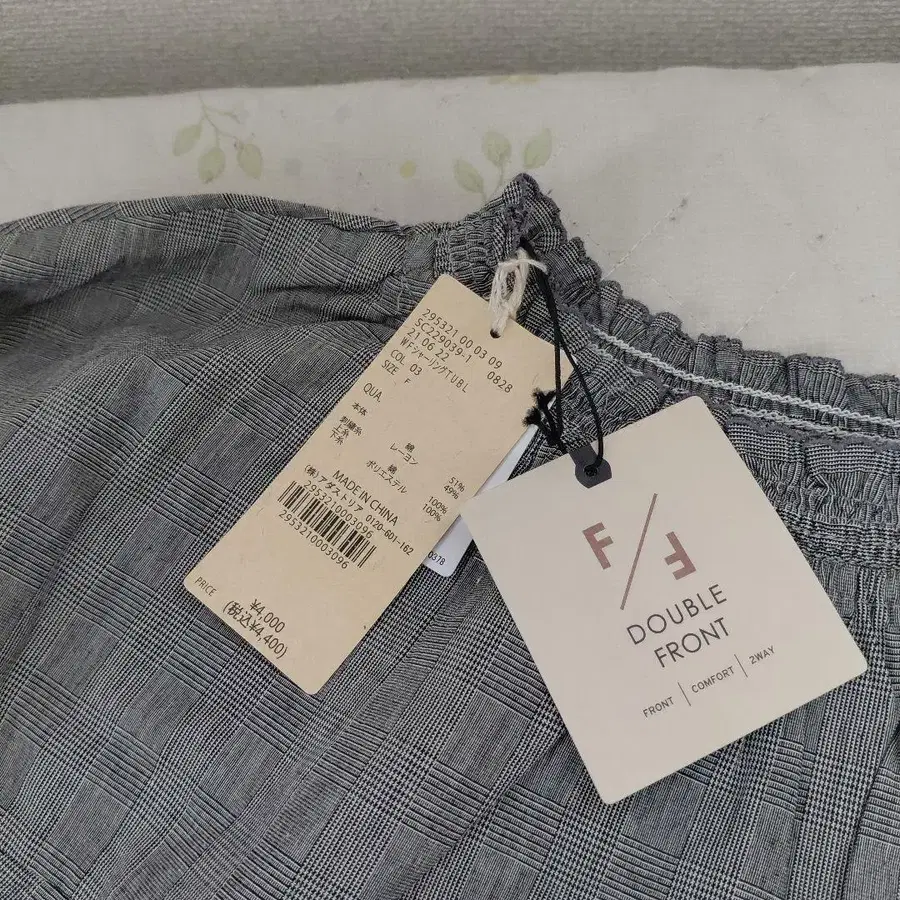 295321 00 03 09
SC229039-1 0828
21 06 22
WFシャーリングTUBL
COL 03
SIZE F
QUA.
本体 綿 51%
レーヨン 49%
刺繍糸
上糸 綿 100%
下糸 ポリエステル 100%
MADE IN CHINA
(株)アダストリア 0120-601-162
2953210003096
2953210003096
PRICE ¥4,000
(税込¥4,400)
0378
F/F
DOUBLE
FRONT
FRONT | COMFORT | 2WAY